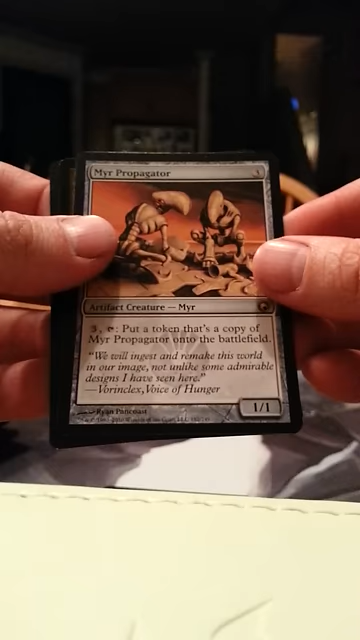 Myr Propagator
Artifact Creature — Myr
3, : Put a token that's a copy of
Myr Propagator onto the battlefield.
"We will ingest and remake this world
in our image, not unlike some admirable
designs I have seen here."
—Vorinclex, Voice of Hunger
Ryan Pancoast
1/1